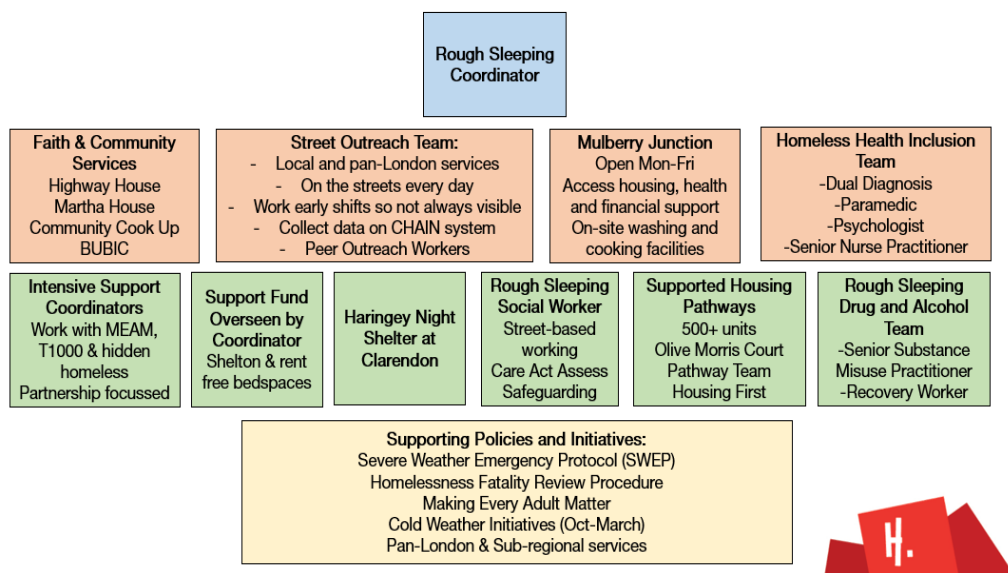 Rough Sleeping
Coordinator
Faith & Community
Services
Highway House
Martha House
Community Cook Up
BUBIC
Street Outreach Team:
- Local and pan-London services
- On the streets every day
- Work early shifts so not always visible
- Collect data on CHAIN system
- Peer Outreach Workers
Mulberry Junction
Open Mon-Fri
Access housing, health
and financial support
On-site washing and
cooking facilities
Homeless Health Inclusion
Team
-Dual Diagnosis
-Paramedic
-Psychologist
-Senior Nurse Practitioner
Intensive Support
Coordinators
Work with MEAM,
T1000 & hidden
homeless
Partnership focussed
Support Fund
Overseen by
Coordinator
Shelton & rent
free bedspaces
Haringey Night
Shelter at
Clarendon
Rough Sleeping
Social Worker
Street-based
working
Care Act Assess
Safeguarding
Supported Housing
Pathways
500+ units
Olive Morris Court
Pathway Team
Housing First
Rough Sleeping
Drug and Alcohol
Team
-Senior Substance
Misuse Practitioner
-Recovery Worker
Supporting Policies and Initiatives:
Severe Weather Emergency Protocol (SWEP)
Homelessness Fatality Review Procedure
Making Every Adult Matter
Cold Weather Initiatives (Oct-March)
Pan-London & Sub-regional services
H.